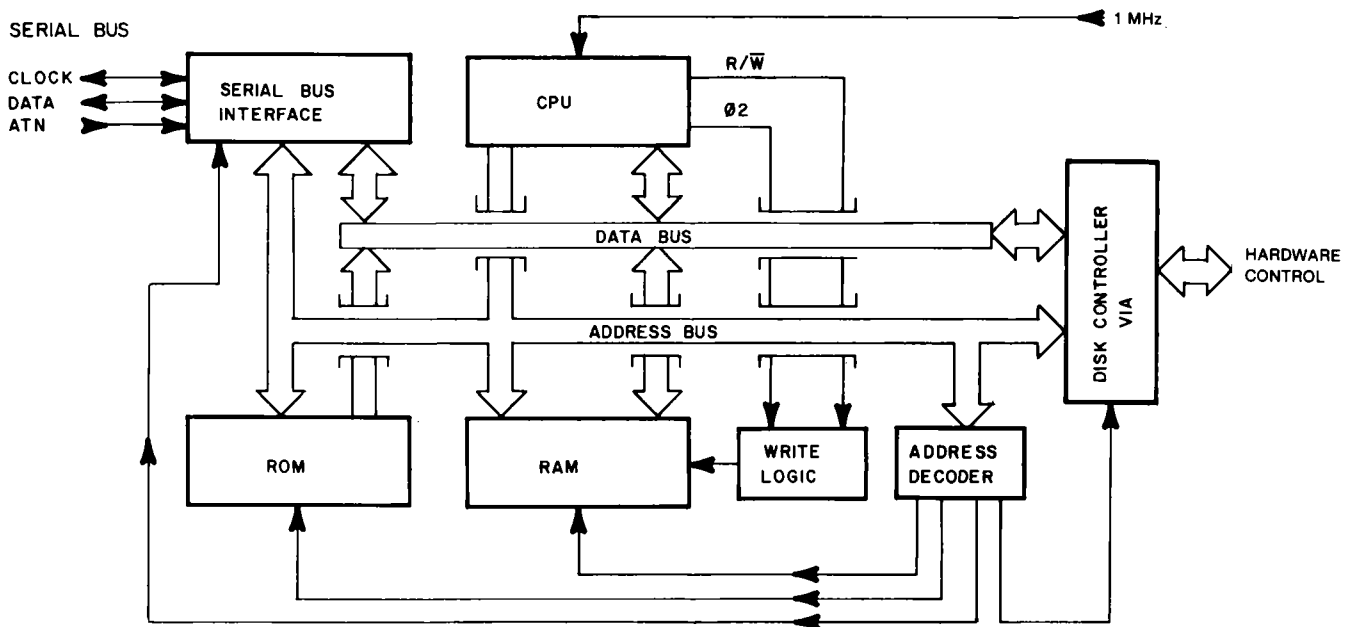 1 MHz
SERIAL BUS
CLOCK
DATA
ATN
SERIAL BUS
INTERFACE
CPU
R/W̅
Ø2
DATA BUS
ADDRESS BUS
DISK CONTROLLER
VIA
HARDWARE
CONTROL
ROM
RAM
WRITE
LOGIC
ADDRESS
DECODER